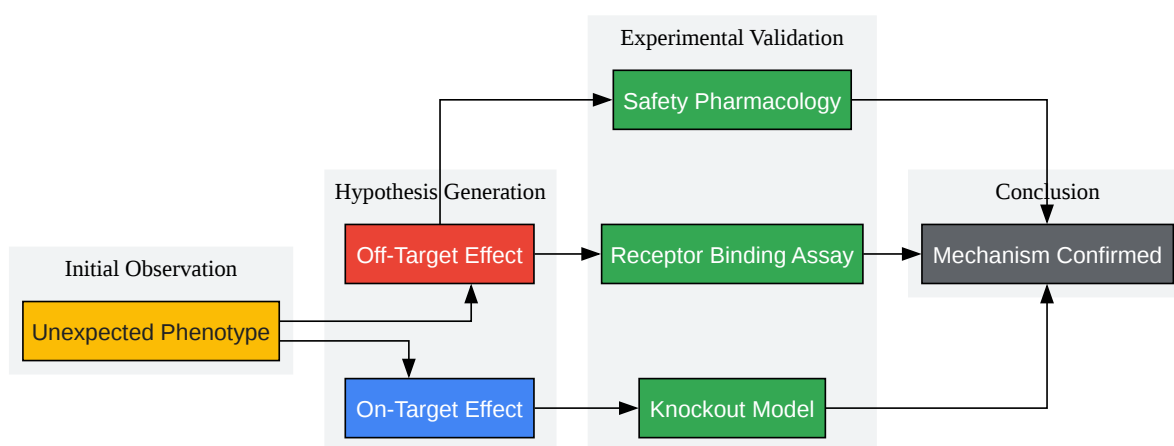 Initial Observation
Unexpected Phenotype
Hypothesis Generation
Off-Target Effect
On-Target Effect
Experimental Validation
Safety Pharmacology
Receptor Binding Assay
Knockout Model
Conclusion
Mechanism Confirmed